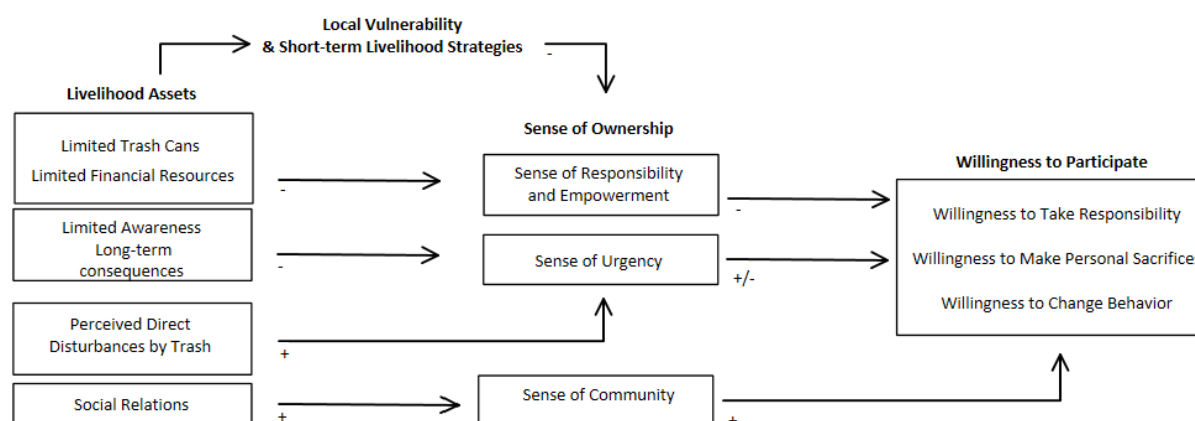 Local Vulnerability
& Short-term Livelihood Strategies
-
Livelihood Assets
Limited Trash Cans
Limited Financial Resources
-
Limited Awareness
Long-term
consequences
-
Perceived Direct
Disturbances by Trash
+
Social Relations
+
Sense of Ownership
Sense of Responsibility
and Empowerment
-
Sense of Urgency
+/-
Sense of Community
+
Willingness to Participate
Willingness to Take Responsibility
Willingness to Make Personal Sacrifices
Willingness to Change Behavior